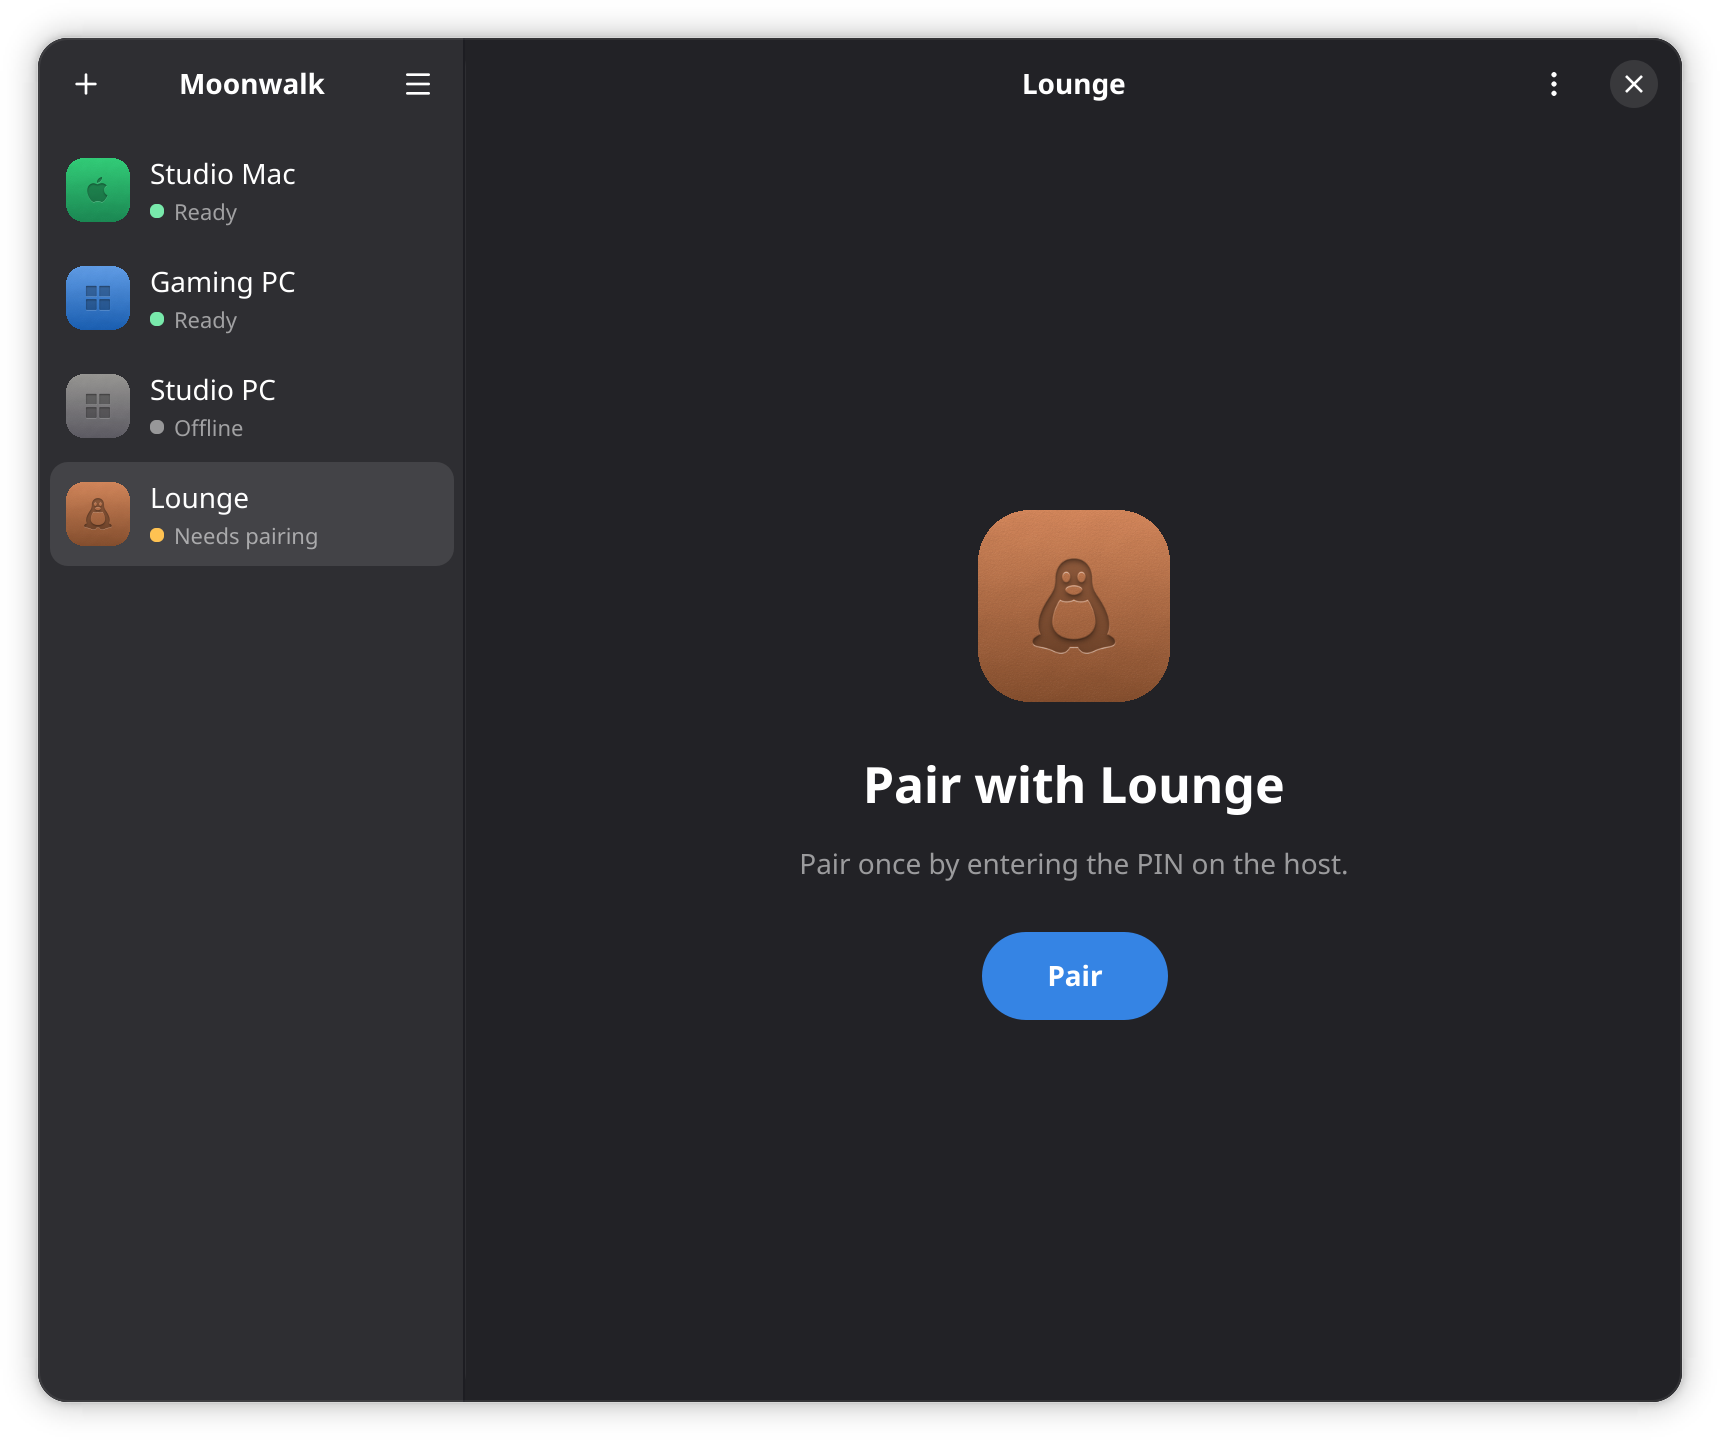 Moonwalk
Studio Mac
Ready
Gaming PC
Ready
Studio PC
Offline
Lounge
Needs pairing
Lounge
Pair with Lounge
Pair once by entering the PIN on the host.
Pair